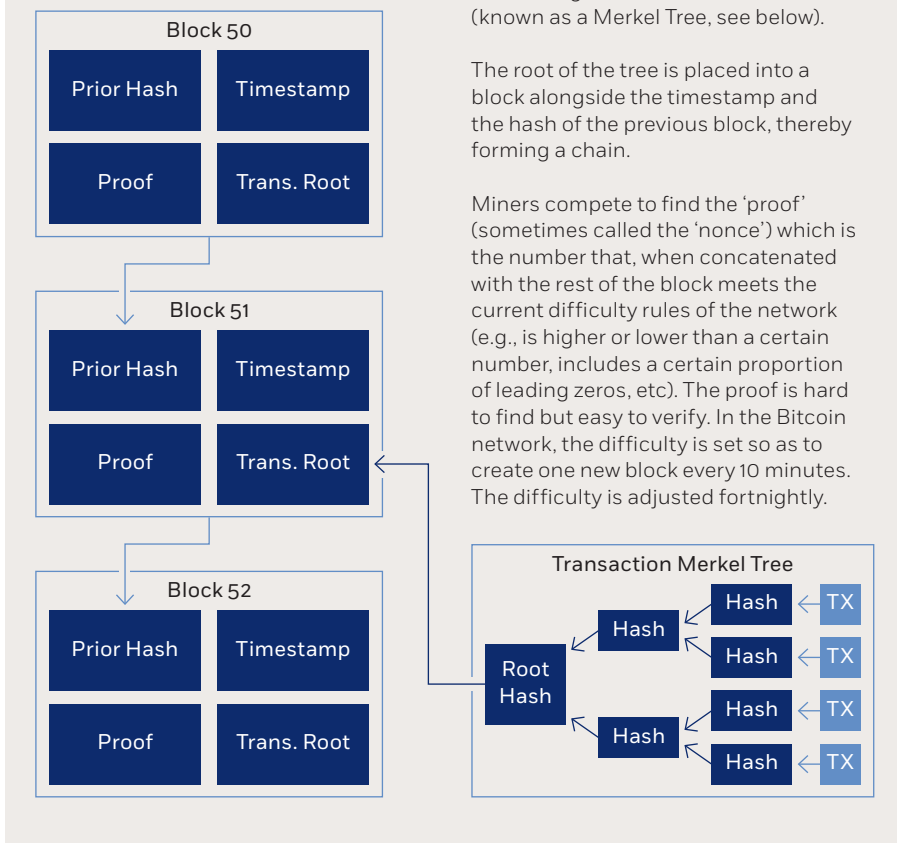 (known as a Merkel Tree, see below).
The root of the tree is placed into a
block alongside the timestamp and
the hash of the previous block, thereby
forming a chain.
Miners compete to find the ‘proof’
(sometimes called the ‘nonce’) which is
the number that, when concatenated
with the rest of the block meets the
current difficulty rules of the network
(e.g., is higher or lower than a certain
number, includes a certain proportion
of leading zeros, etc). The proof is hard
to find but easy to verify. In the Bitcoin
network, the difficulty is set so as to
create one new block every 10 minutes.
The difficulty is adjusted fortnightly.
Block 50
Prior Hash
Timestamp
Proof
Trans. Root
Block 51
Prior Hash
Timestamp
Proof
Trans. Root
Block 52
Prior Hash
Timestamp
Proof
Trans. Root
Transaction Merkel Tree
Root
Hash
Hash
Hash
Hash
TX
Hash
TX
Hash
TX
Hash
TX